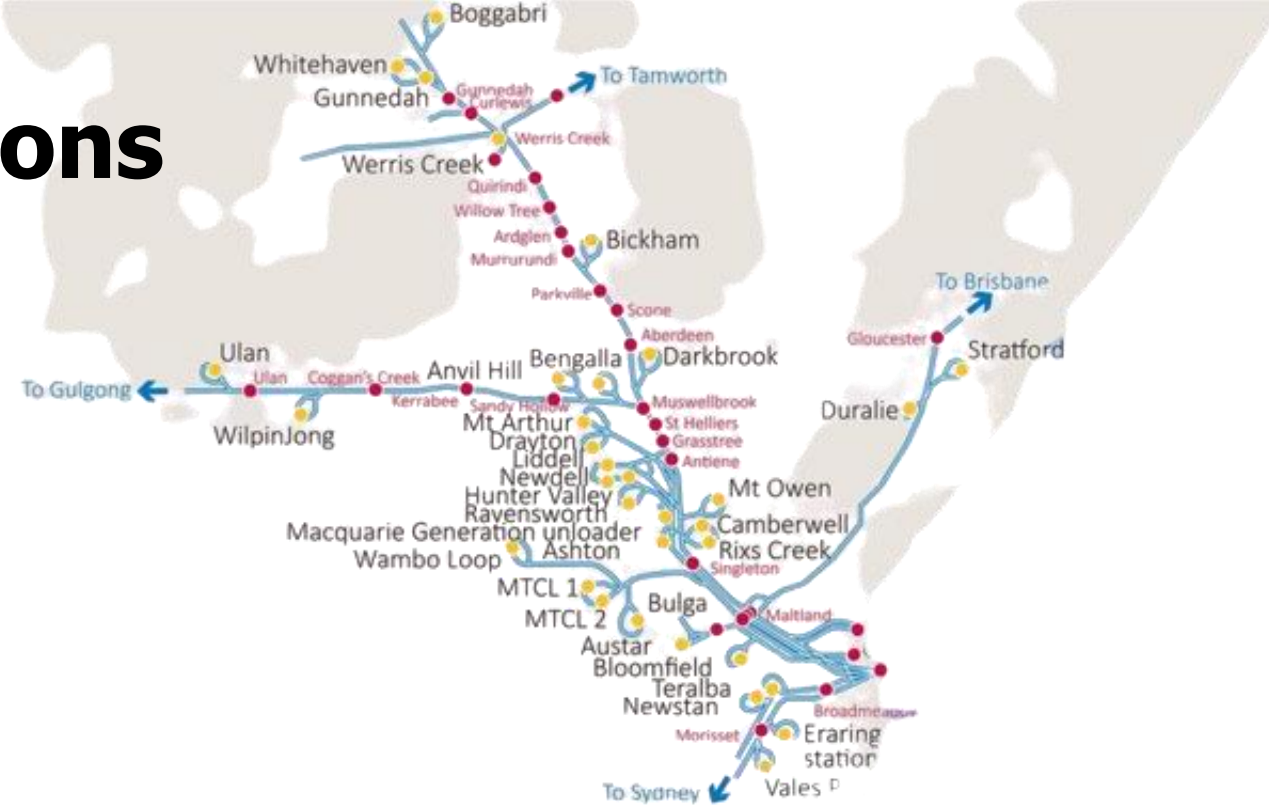 ons
Boggabri
Whitehaven
To Tamworth
Gunnedah
Gunnedah
Curlewis
Werris Creek
Werris Creek
Quirindi
Willow Tree
Ardglen
Bickham
Murrurundi
To Brisbane
Parkville
Scone
Aberdeen
Gloucester
Stratford
Ulan
Bengalla
Darkbrook
Anvil Hill
To Gulgong
Ulan
Coggan's Creek
Kerrabee
Sandy Hollow
Muswellbrook
Duralie
WilpinJong
Mt Arthur
St Helliers
Drayton
Grasstree
Liddell
Antiene
Newdell
Hunter Valley
Mt Owen
Ravensworth
Macquarie Generation unloader
Camberwell
Wambo Loop
Ashton
Rixs Creek
Singleton
MTCL 1
MTCL 2
Bulga
Maitland
Austar
Bloomfield
Teralba
Newstan
Morisset
Eraring
station
To Sydney
Vales P